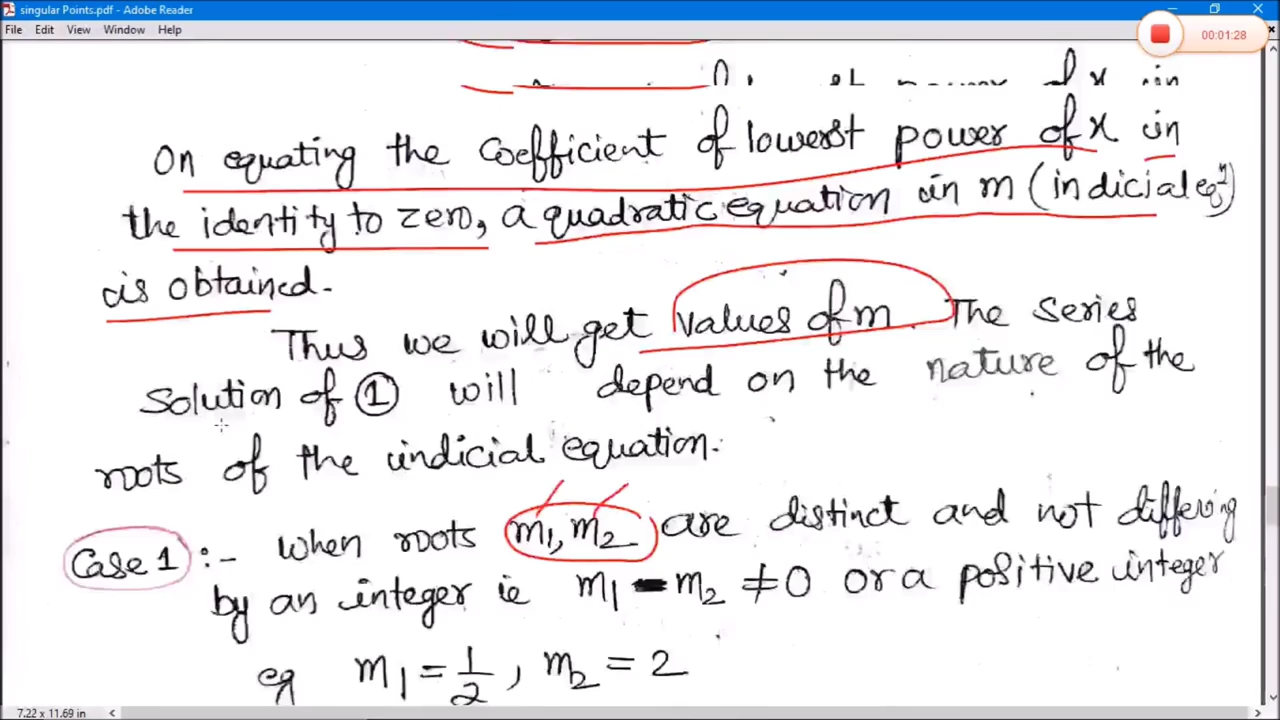 singular Points.pdf - Adobe Reader
File Edit View Window Help
00:01:28
On equating the Coefficient of lowest power of x in
the identity to zero, a quadratic equation in m (indicial eqⁿ)
is obtained.
Thus we will get values of m. The series
solution of ① will depend on the nature of the
roots of the indicial equation.
Case 1 :- when roots m₁, m₂ are distinct and not differing
by an integer ie m₁ - m₂ ≠ 0 or a positive integer
eg m₁ = 1/2, m₂ = 2
7.22 x 11.69 in